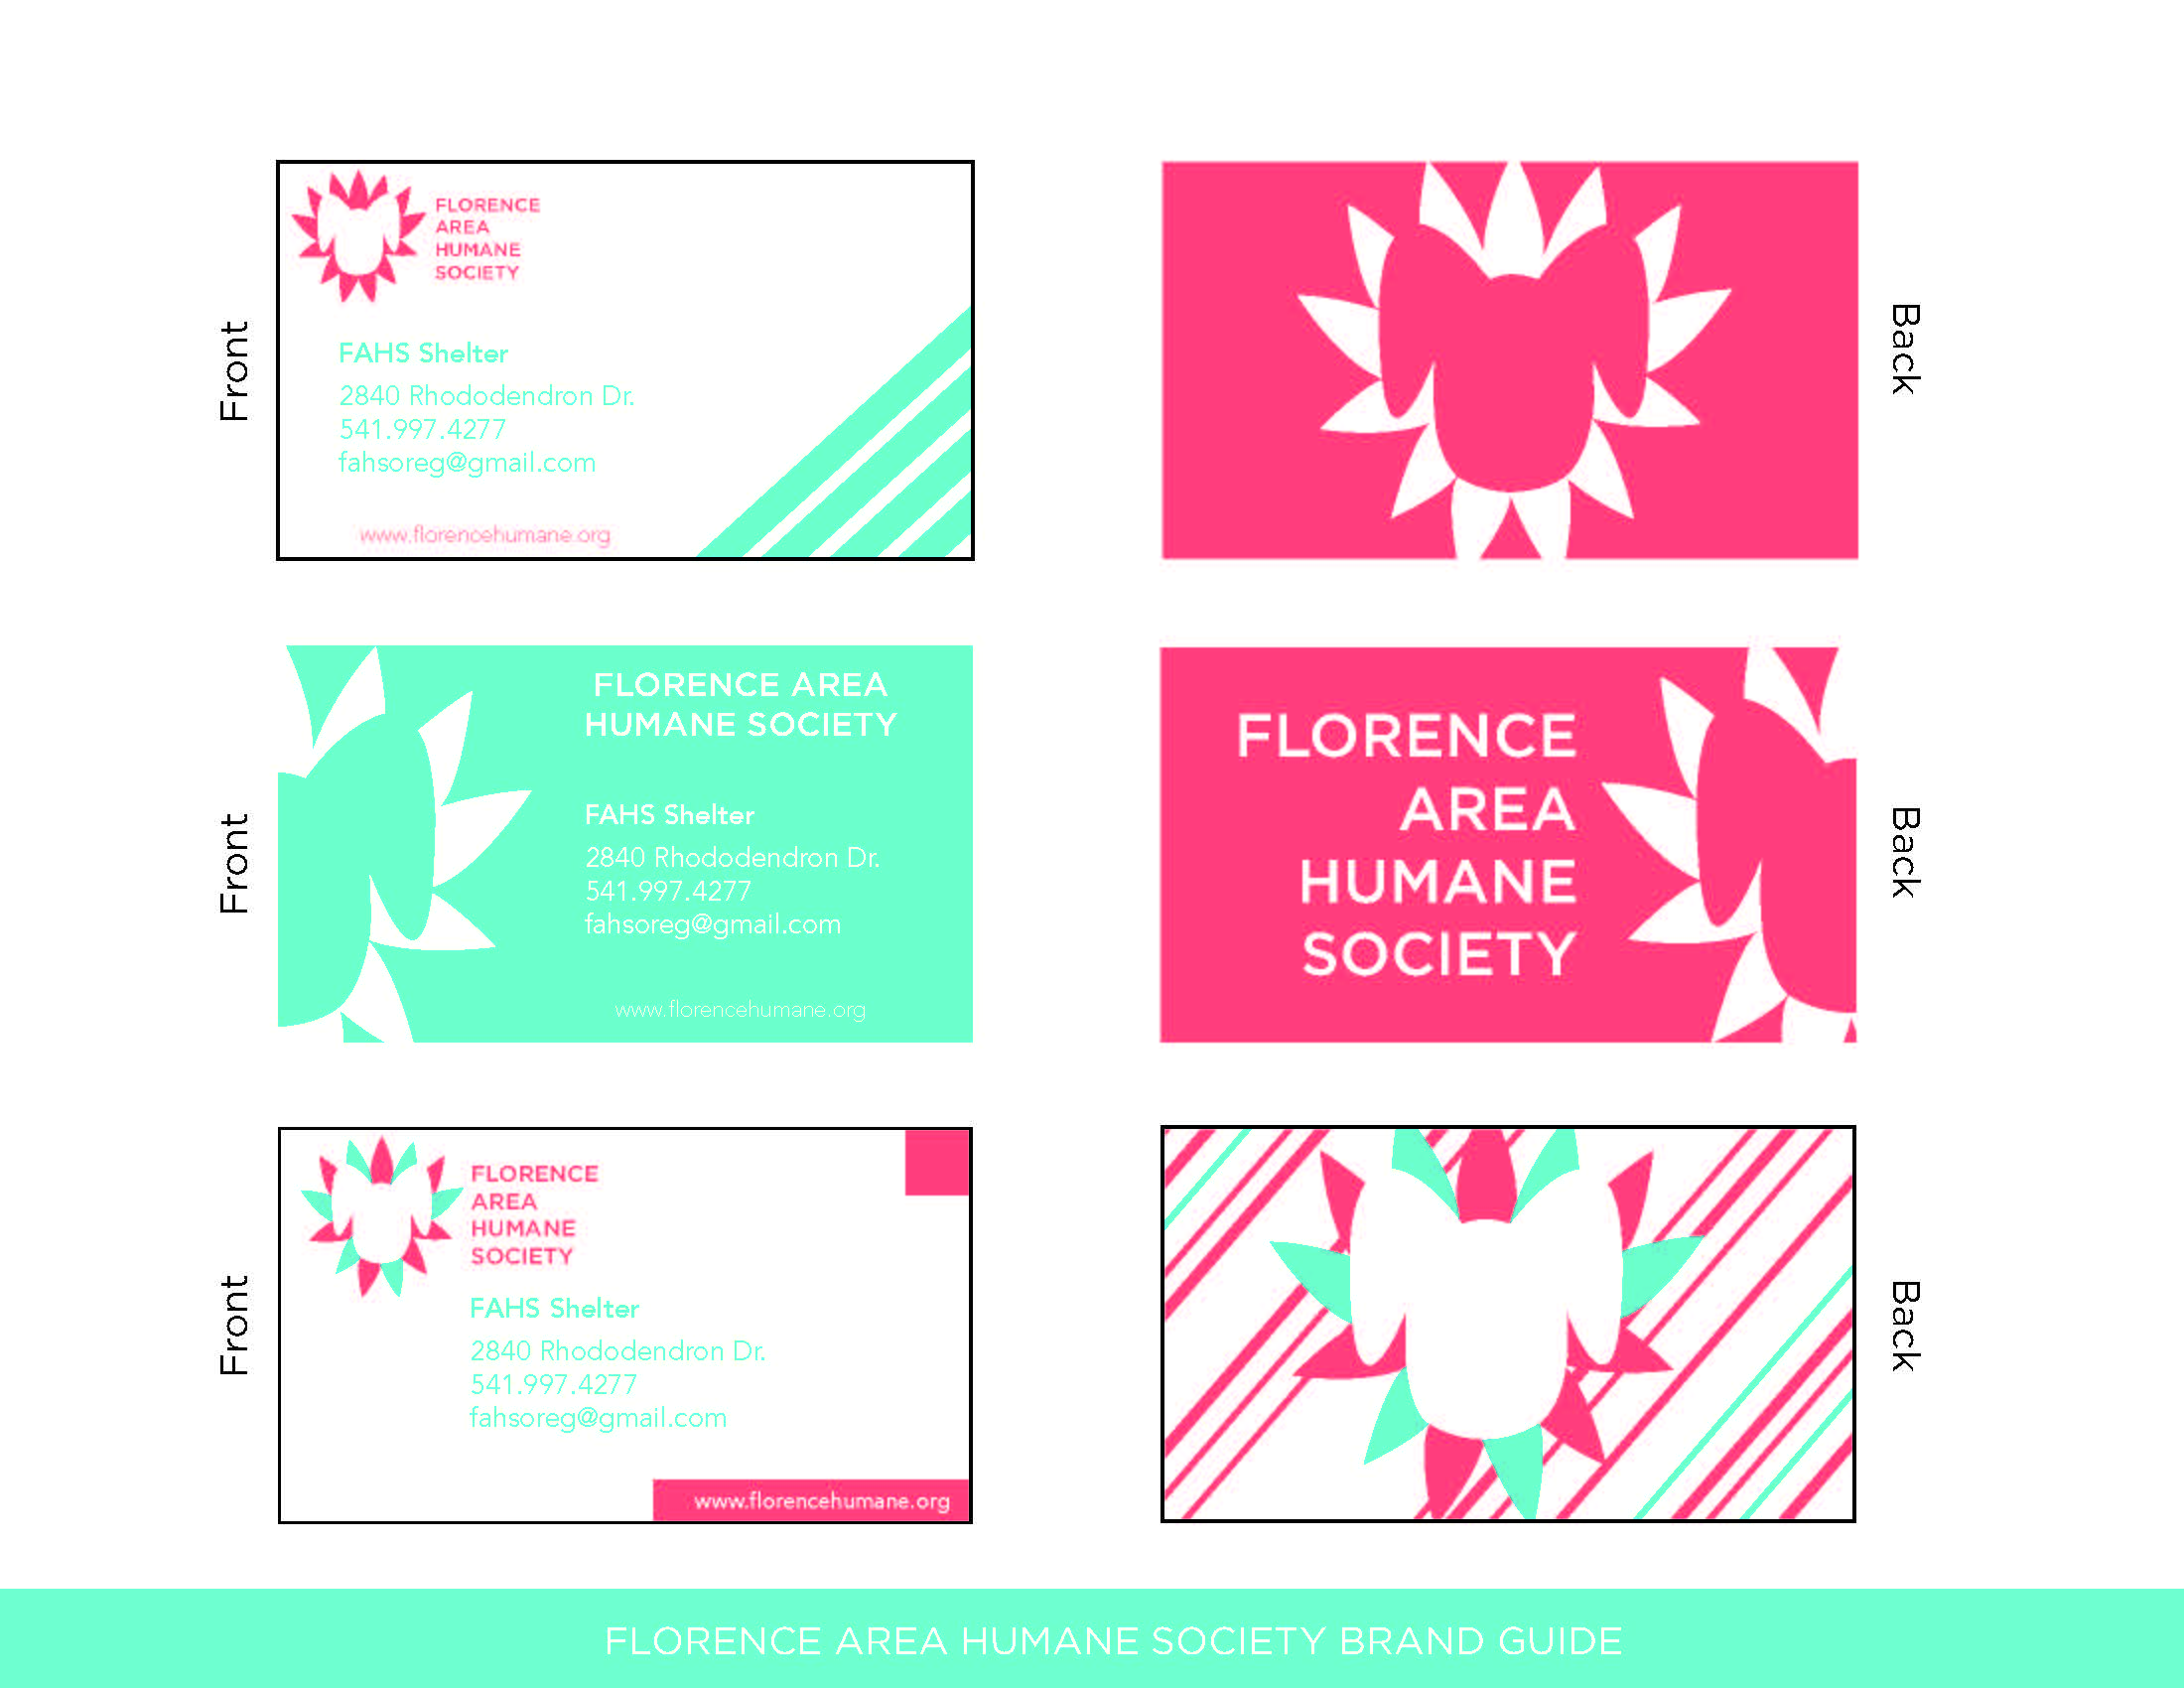 Front
FLORENCE
AREA
HUMANE
SOCIETY
FAHS Shelter
2840 Rhododendron Dr.
541.997.4277
fahsoreg@gmail.com
www.florencehumane.org
Back
Front
FLORENCE AREA
HUMANE SOCIETY
FAHS Shelter
2840 Rhododendron Dr.
541.997.4277
fahsoreg@gmail.com
www.florencehumane.org
FLORENCE
AREA
HUMANE
SOCIETY
Back
Front
FLORENCE
AREA
HUMANE
SOCIETY
FAHS Shelter
2840 Rhododendron Dr.
541.997.4277
fahsoreg@gmail.com
www.florencehumane.org
Back
FLORENCE AREA HUMANE SOCIETY BRAND GUIDE